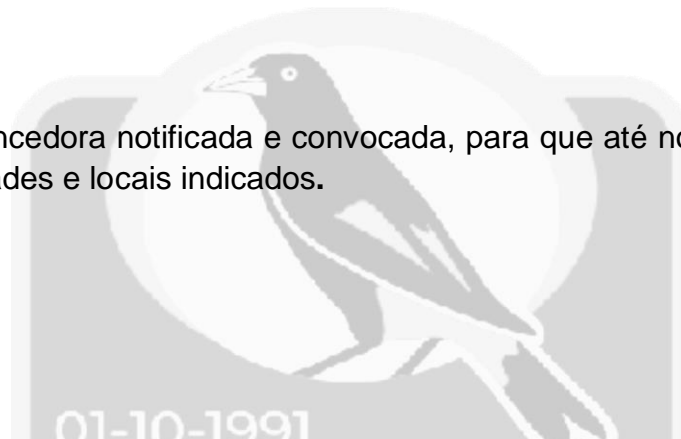 ncedora notificada e convocada, para que até no
ades e locais indicados.
01-10-1991